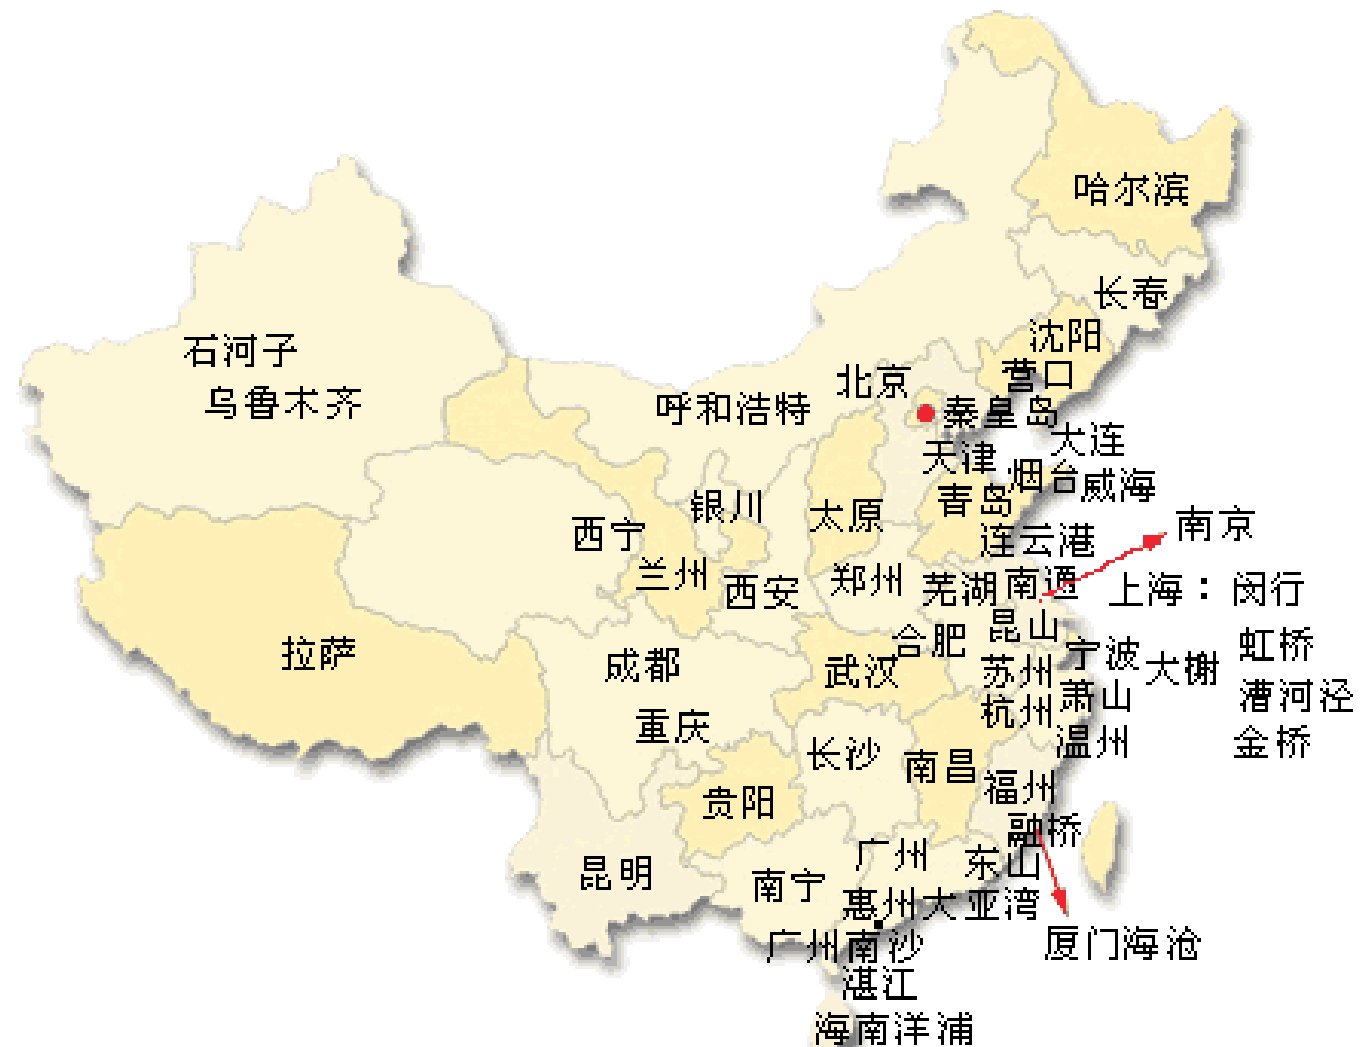 哈尔滨
长春
沈阳
石河子
营口
北京
乌鲁木齐
呼和浩特
秦皇岛
大连
天津
烟台
威海
青岛
银川
太原
南京
西宁
连云港
兰州
郑州
芜湖
南通
上海：闵行
西安
昆山
合肥
虹桥
拉萨
宁波
成都
大榭
武汉
苏州
萧山
漕河泾
杭州
重庆
温州
金桥
长沙
南昌
福州
贵阳
融桥
广州
东山
昆明
南宁
惠州大亚湾
广州南沙
厦门海沧
湛江
海南洋浦